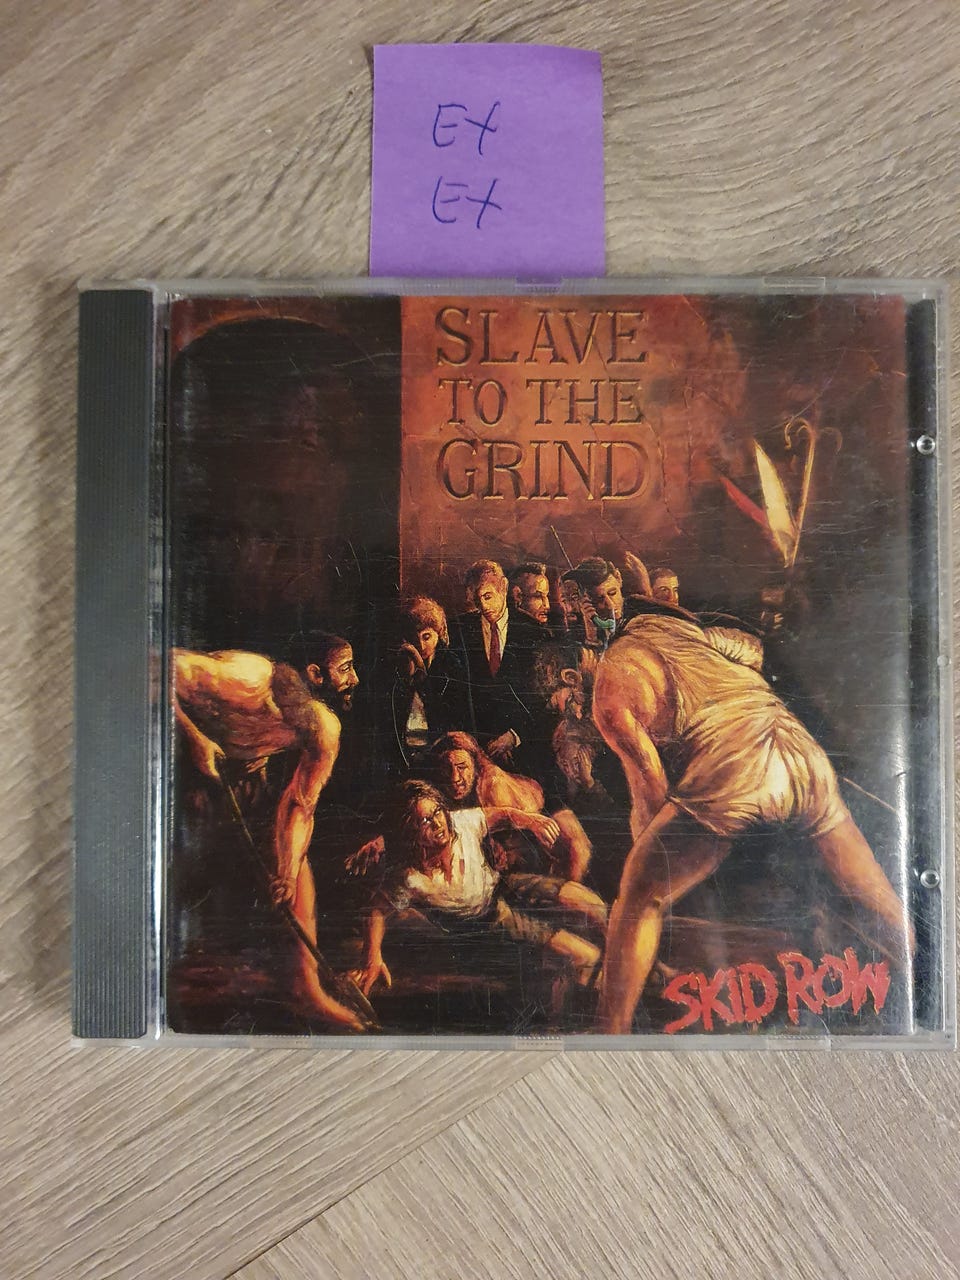 EX
EX
SLAVE
TO THE
GRIND
SKID ROW